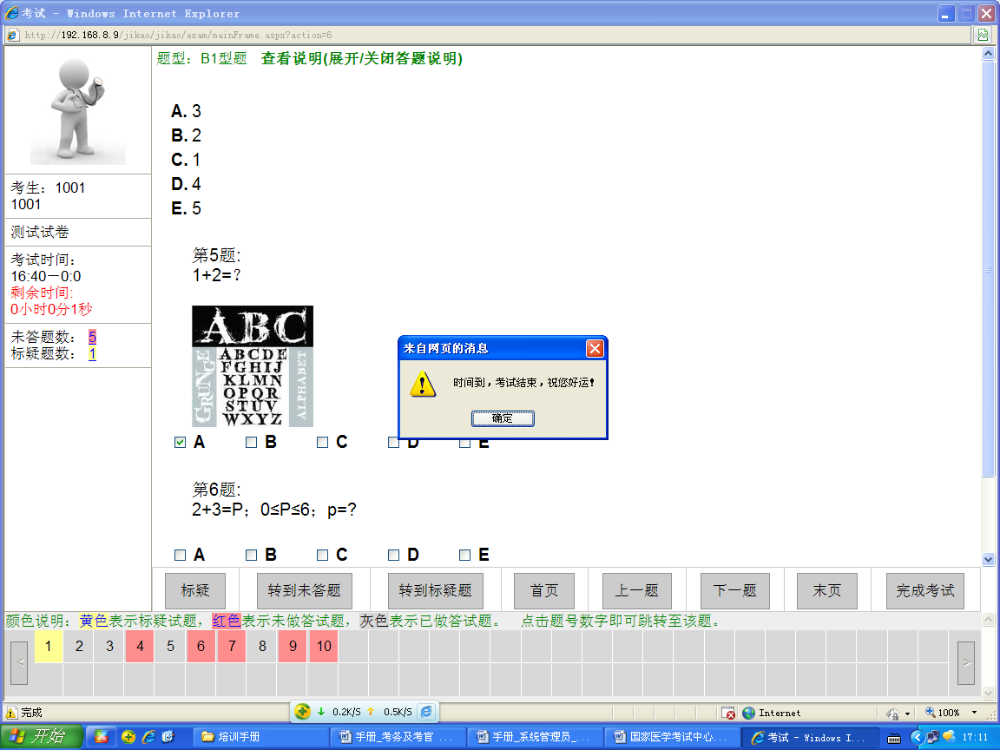 考试 - Windows Internet Explorer
http://192.168.8.9/jikao/jikao/exam/mainFrame.aspx?action=6
题型：B1型题 查看说明(展开/关闭答题说明)
考生：1001
1001
测试试卷
考试时间：
16:40－0:0
剩余时间:
0小时0分1秒
未答题数： 5
标疑题数： 1
A. 3
B. 2
C. 1
D. 4
E. 5
第5题:
1+2=？
ABC
GRUNGE
ABCDE
FGHIJ
KLMN
OPQR
STUV
WXYZ
ALPHABET
A B C D E
来自网页的消息
时间到，考试结束，祝您好运!
确定
第6题:
2+3=P；0≤P≤6；p=?
A B C D E
标疑 转到未答题 转到标疑题 首页 上一题 下一题 末页 完成考试
颜色说明：黄色表示标疑试题，红色表示未做答试题，灰色表示已做答试题。 点击题号数字即可跳转至该题。
< 1 2 3 4 5 6 7 8 9 10 >
完成 0.2K/S 0.5K/S Internet 100%
开始 培训手册 手册_考务及考官 ... 手册_系统管理员_... 国家医学考试中心... 考试 - Windows I... 17:11